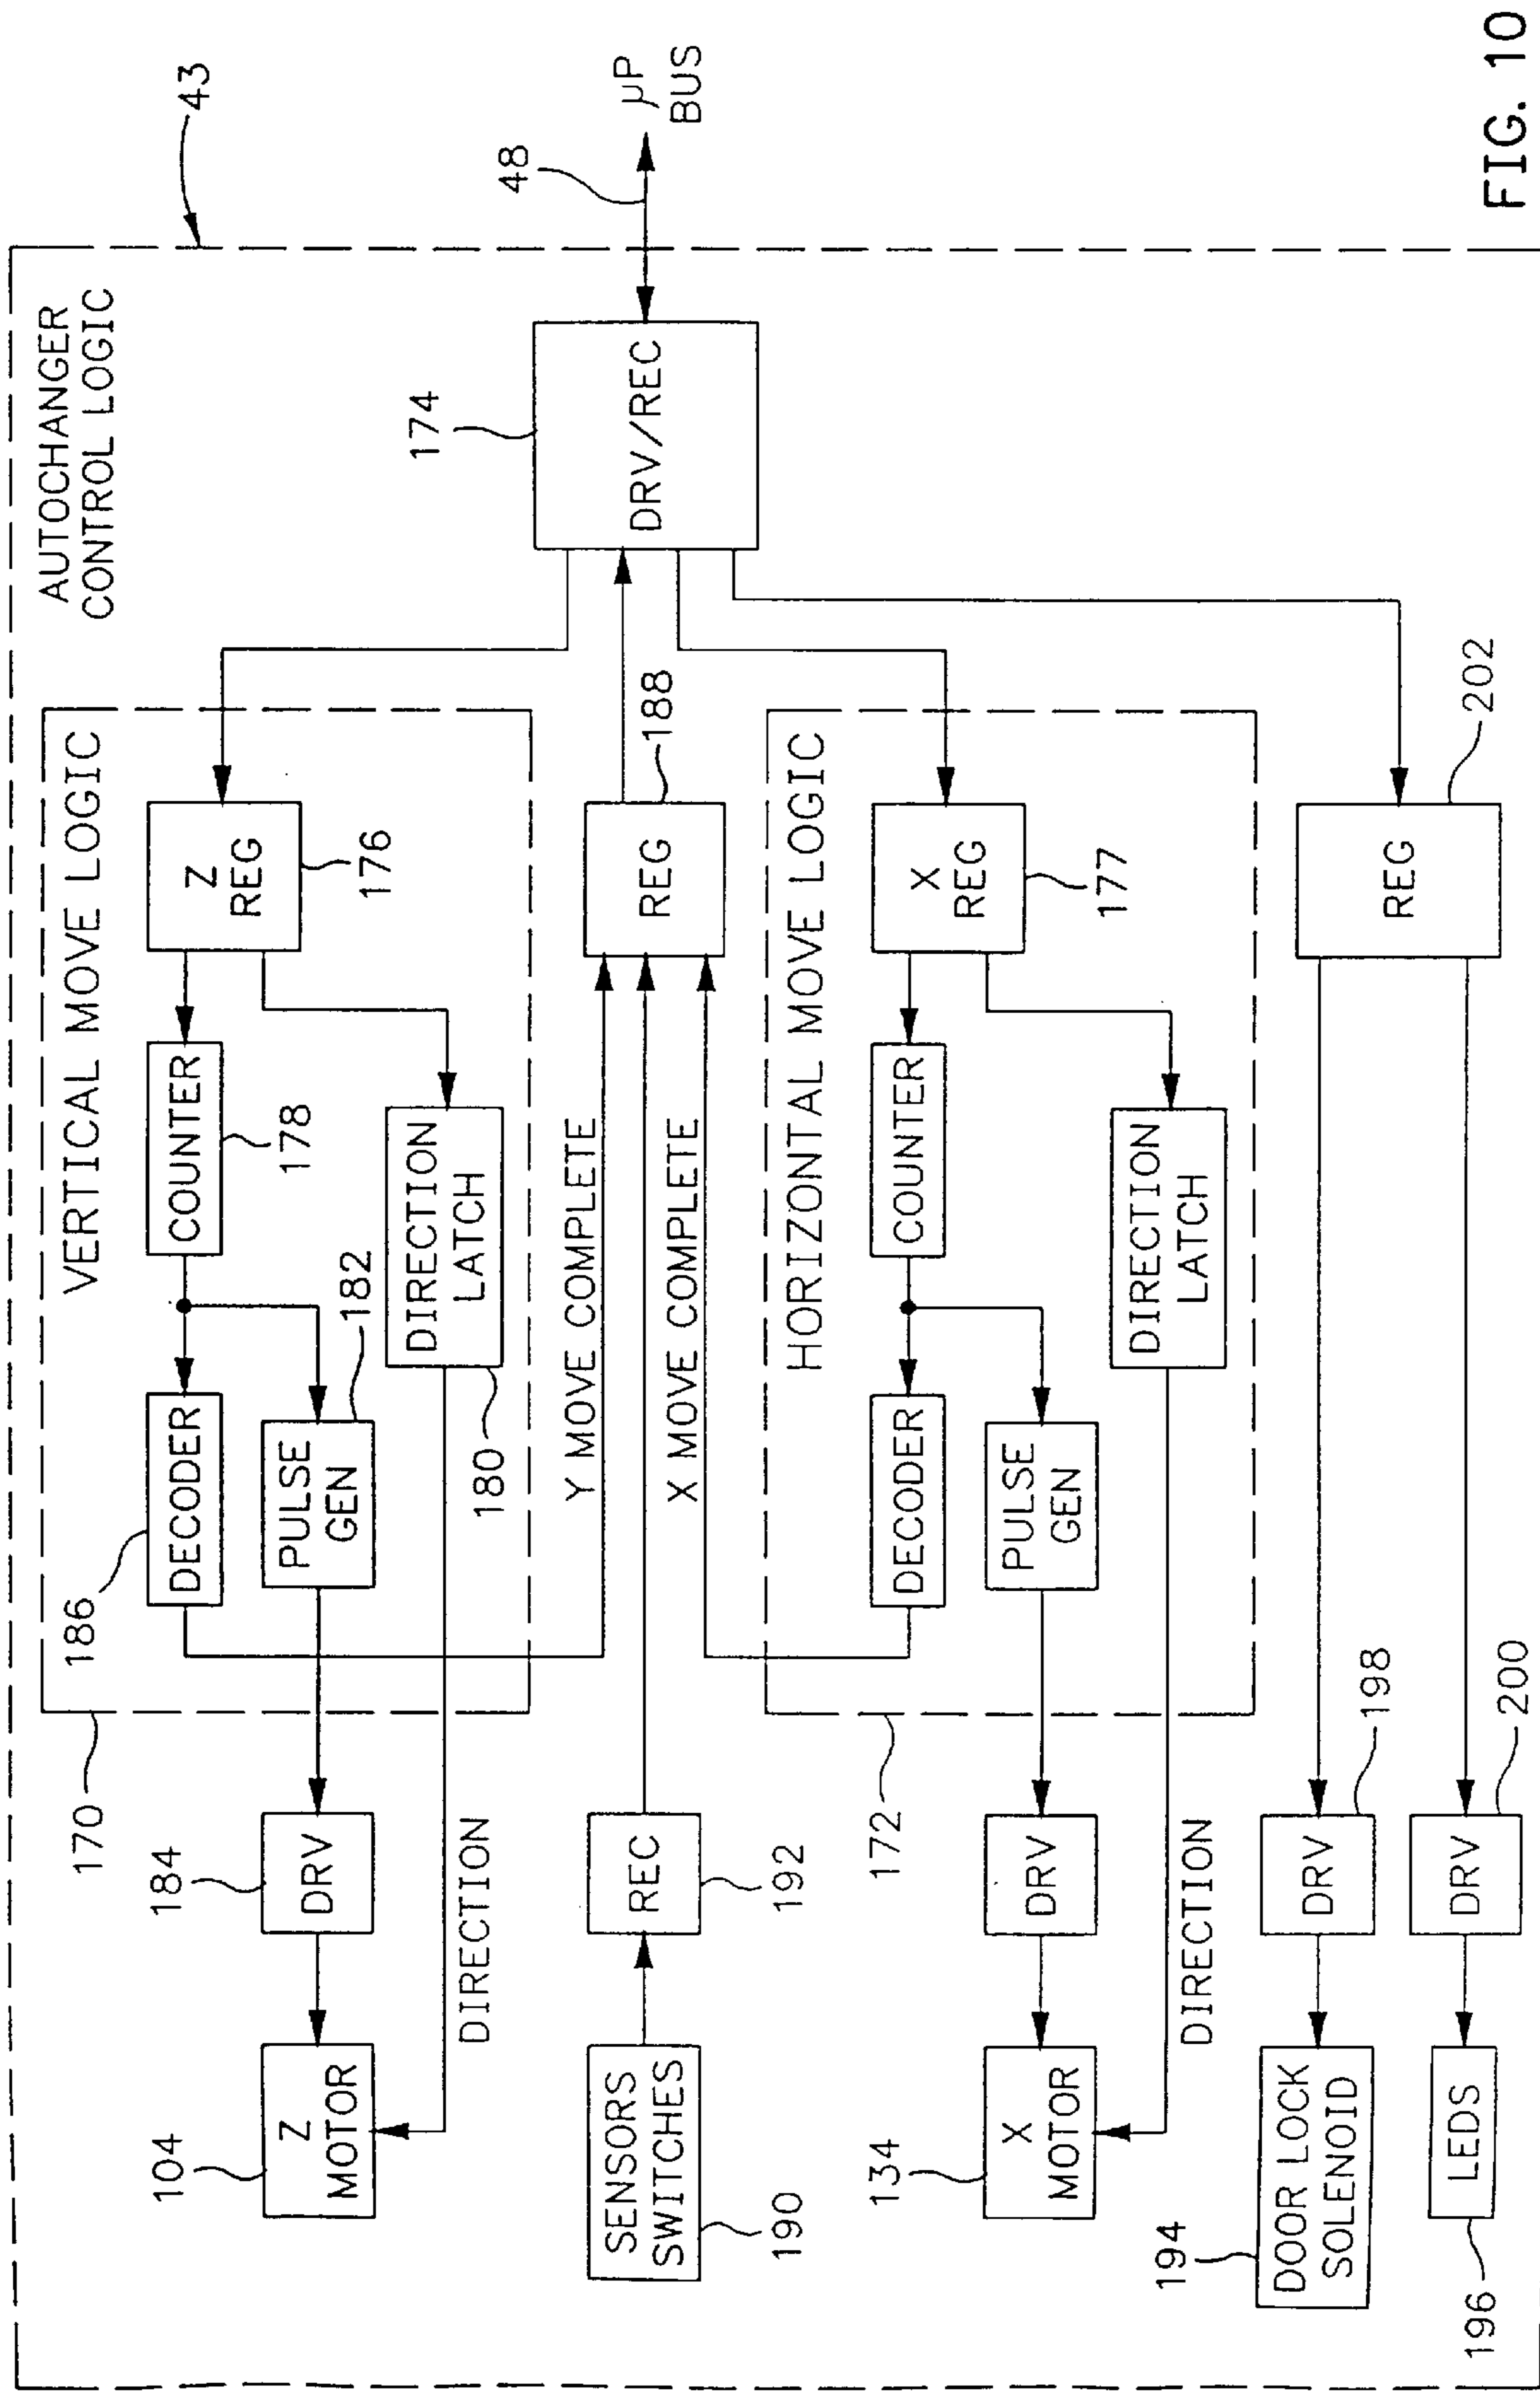 AUTOCHANGER
CONTROL LOGIC
43
170
VERTICAL MOVE LOGIC
104
Z
MOTOR
184
DRV
186
DECODER
COUNTER
178
Z
REG
176
PULSE
GEN
182
DIRECTION
LATCH
180
DIRECTION
Y MOVE COMPLETE
SENSORS
SWITCHES
190
REC
192
REG
188
X MOVE COMPLETE
174
DRV/REC
48
µP
BUS
172
HORIZONTAL MOVE LOGIC
134
X
MOTOR
DRV
DECODER
COUNTER
X
REG
177
PULSE
GEN
DIRECTION
LATCH
DIRECTION
194
DOOR LOCK
SOLENOID
DRV
198
REG
202
196
LEDS
DRV
200
FIG. 10